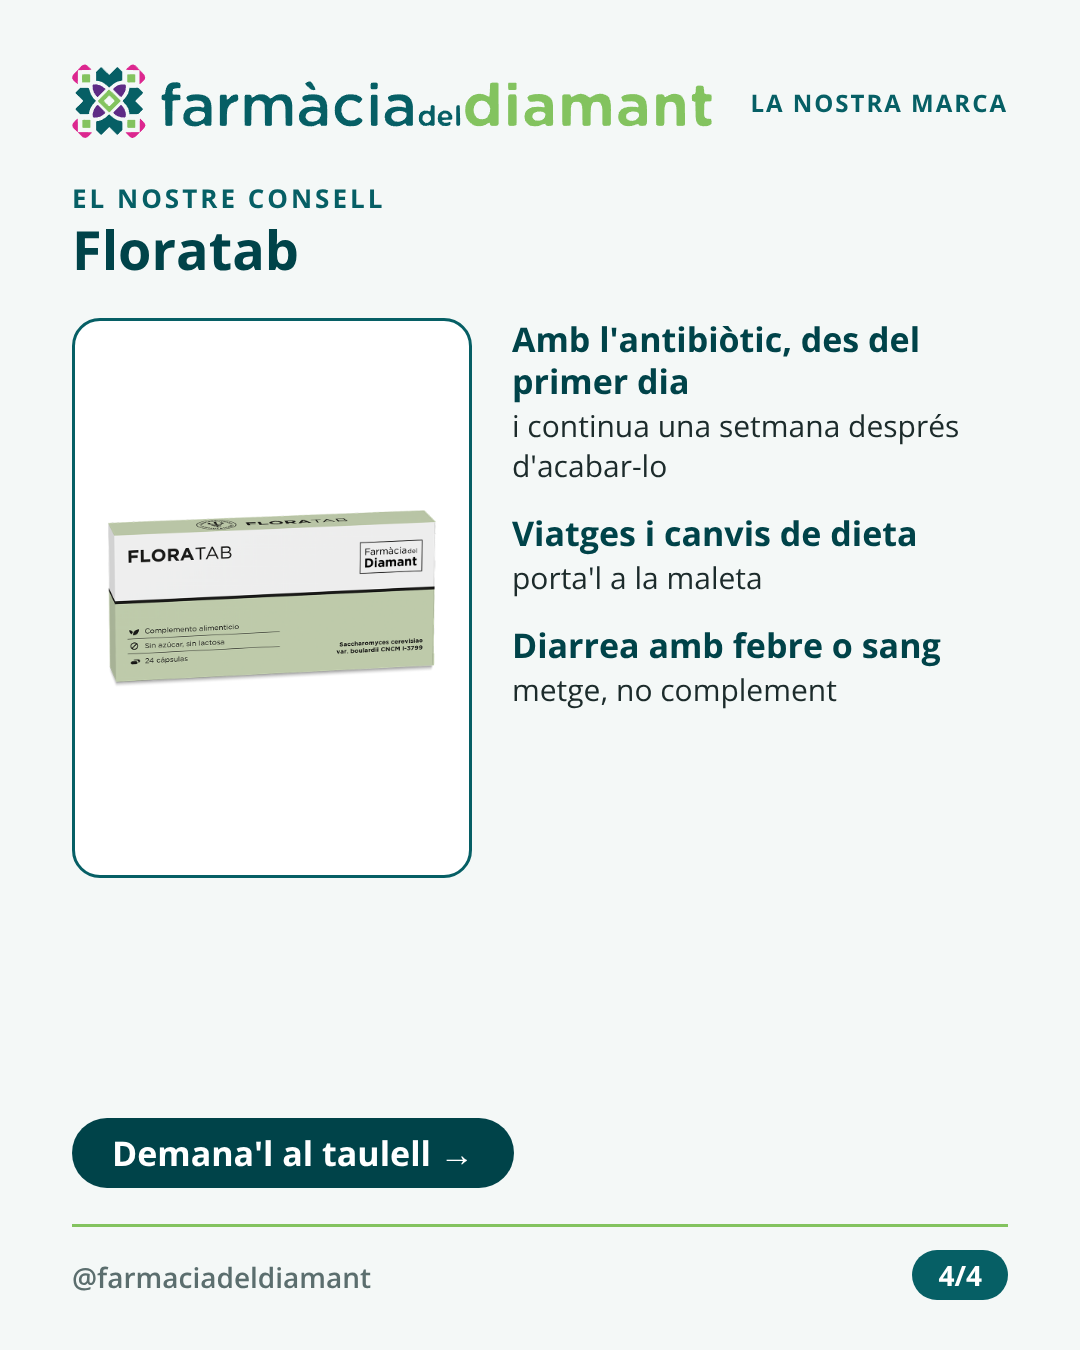 farmàciadeldiamant
LA NOSTRA MARCA
EL NOSTRE CONSELL
Floratab
Amb l'antibiòtic, des del
primer dia
i continua una setmana després
d'acabar-lo
Viatges i canvis de dieta
porta'l a la maleta
Diarrea amb febre o sang
metge, no complement
FLORATAB
FLORATAB
Farmàciadel
Diamant
Complemento alimenticio
Sin azúcar, sin lactosa
24 cápsulas
Saccharomyces cerevisiae
var. boulardii CNCM I-3799
Demana'l al taulell →
@farmaciadeldiamant
4/4